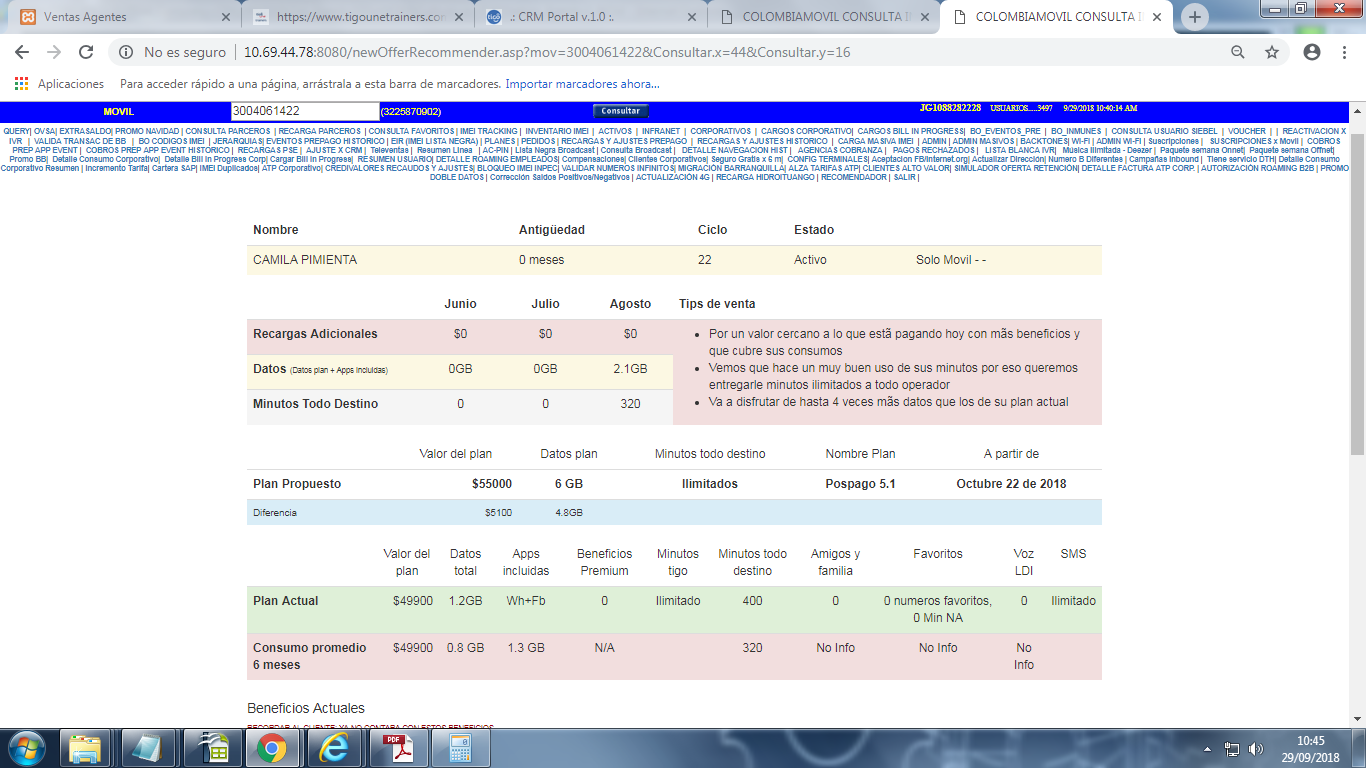 Ventas Agentes
https://www.tigounetrainers.con
.: CRM Portal v.1.0 :.
COLOMBIAMOVIL CONSULTA I
COLOMBIAMOVIL CONSULTA I
No es seguro | 10.69.44.78:8080/newOfferRecommender.asp?mov=3004061422&Consultar.x=44&Consultar.y=16
Aplicaciones Para acceder rápido a una página, arrástrala a esta barra de marcadores. Importar marcadores ahora...
MOVIL 3004061422 (3225870902) Consultar JG1088282228 USUARIOS.....3497 9/29/2018 10:40:14 AM
QUERY| OVSA| EXTRASALDO| PROMO NAVIDAD | CONSULTA PARCEROS | RECARGA PARCEROS | CONSULTA FAVORITOS | IMEI TRACKING | INVENTARIO IMEI | ACTIVOS | INFRANET | CORPORATIVOS | CARGOS CORPORATIVO| CARGOS BILL IN PROGRESS| BO_EVENTOS_PRE | BO_INMUNES | CONSULTA USUARIO SIEBEL | VOUCHER | | REACTIVACION X
IVR | VALIDA TRANSAC DE BB | BO CODIGOS IMEI | JERARQUIAS| EVENTOS PREPAGO HISTORICO | EIR (IMEI LISTA NEGRA) | PLANES | PEDIDOS | RECARGAS Y AJUSTES PREPAGO | RECARGAS Y AJUSTES HISTORICO | CARGA MASIVA IMEI | ADMIN | ADMIN MASIVOS | BACKTONES| WI-FI | ADMIN WI-FI | Suscripciones | SUSCRIPCIONES x Movil | COBROS
PREP APP EVENT | COBROS PREP APP EVENT HISTORICO | RECARGAS PSE | AJUSTE X CRM | Televentas | Resumen Linea | AC-PIN | Lista Negra Broadcast | Consulta Broadcast | DETALLE NAVEGACION HIST | AGENCIAS COBRANZA | PAGOS RECHAZADOS | LISTA BLANCA IVR| Música Ilimitada - Deezer | Paquete semana Onnet| Paquete semana Offnet|
Promo BB| Detalle Consumo Corporativo| Detalle Bill In Progress Corp| Cargar Bill In Progress| RESUMEN USUARIO| DETALLE ROAMING EMPLEADOS| Compensaciones| Clientes Corporativos| Seguro Gratis x 6 m| CONFIG TERMINALES| Aceptacion FB/Internet.org| Actualizar Dirección| Numero B Diferentes | Campañas Inbound | Tiene servicio DTH| Detalle Consumo
Corporativo Resumen | Incremento Tarifa| Cartera SAP| IMEI Duplicados| ATP Corporativo| CREDIVALORES RECAUDOS Y AJUSTES| BLOQUEO IMEI INPEC| VALIDAR NUMEROS INFINITOS| MIGRACIÓN BRANQUILLA| ALZA TARIFAS ATP| CLIENTES ALTO VALOR| SIMULADOR OFERTA RETENCIÓN| DETALLE FACTURA ATP CORP. | AUTORIZACIÓN ROAMING B2B | PROMO
DOBLE DATOS | Corrección Saldos Positivos/Negativos | ACTUALIZACIÓN 4G | RECARGA HIDROITUANGO | RECOMENDADOR | SALIR |
Nombre Antigüedad Ciclo Estado
CAMILA PIMIENTA 0 meses 22 Activo Solo Movil - -
Junio Julio Agosto Tips de venta
Recargas Adicionales $0 $0 $0
Datos (Datos plan + Apps Incluidas) 0GB 0GB 2.1GB
Minutos Todo Destino 0 0 320
• Por un valor cercano a lo que estã pagando hoy con mãs beneficios y
que cubre sus consumos
• Vemos que hace un muy buen uso de sus minutos por eso queremos
entregarle minutos ilimitados a todo operador
• Va a disfrutar de hasta 4 veces mãs datos que los de su plan actual
Valor del plan Datos plan Minutos todo destino Nombre Plan A partir de
Plan Propuesto $55000 6 GB Ilimitados Pospago 5.1 Octubre 22 de 2018
Diferencia $5100 4.8GB
Valor del plan Datos total Apps incluidas Beneficios Premium Minutos tigo Minutos todo destino Amigos y familia Favoritos Voz LDI SMS
Plan Actual $49900 1.2GB Wh+Fb 0 Ilimitado 400 0 0 numeros favoritos, 0 Min NA 0 Ilimitado
Consumo promedio 6 meses $49900 0.8 GB 1.3 GB N/A 320 No Info No Info No Info
Beneficios Actuales
RECORDAR AL CLIENTE: YA NO CONTARA CON ESTOS BENEFICIOS
10:45
29/09/2018